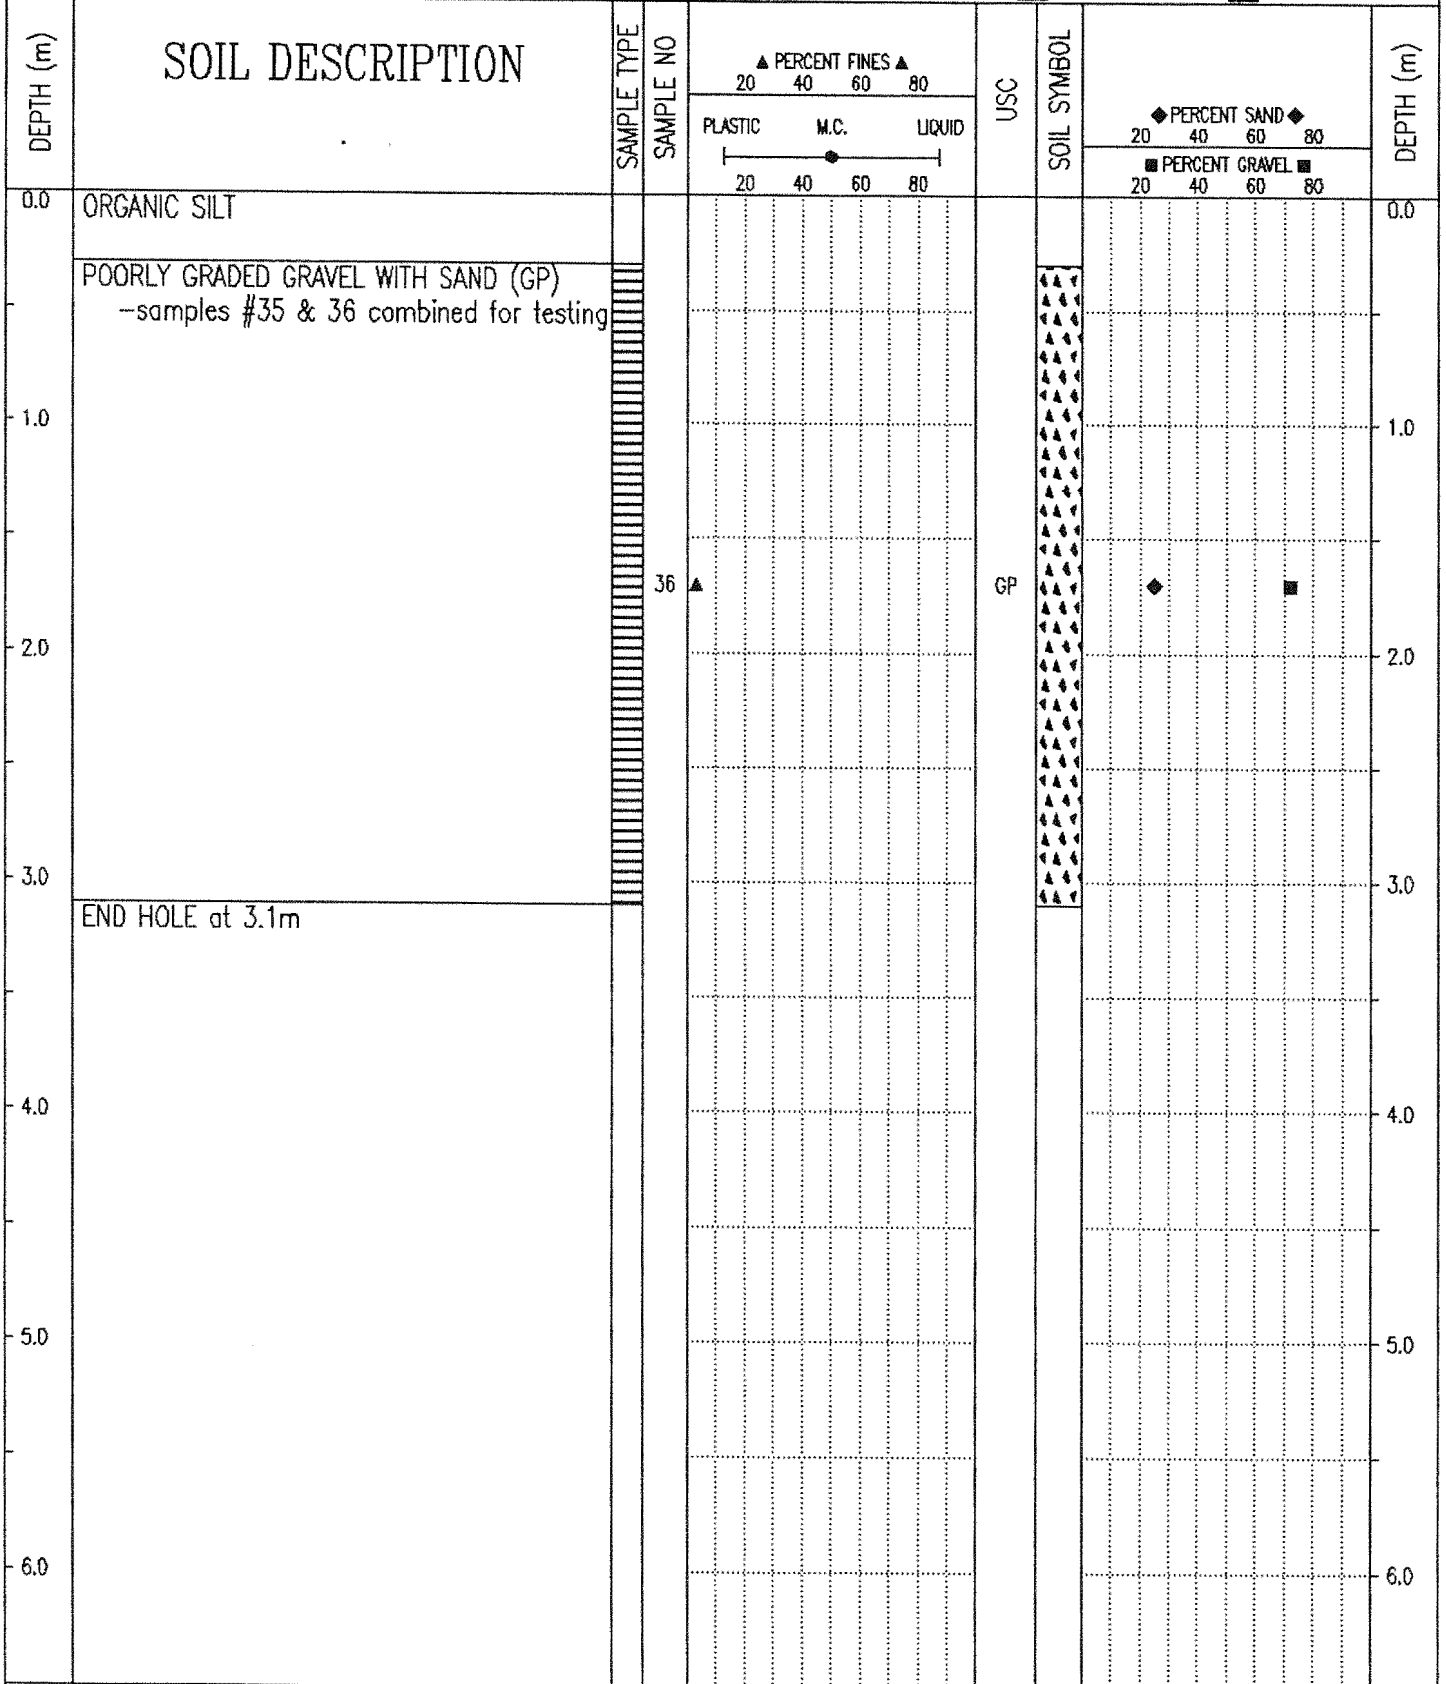 DEPTH (m)
SOIL DESCRIPTION
SAMPLE TYPE
SAMPLE NO
▲ PERCENT FINES ▲
20 40 60 80
PLASTIC M.C. LIQUID
20 40 60 80
USC
SOIL SYMBOL
◆ PERCENT SAND ◆
20 40 60 80
■ PERCENT GRAVEL ■
20 40 60 80
DEPTH (m)
0.0 ORGANIC SILT 0.0
POORLY GRADED GRAVEL WITH SAND (GP)
-samples #35 & 36 combined for testing
1.0 1.0
36 GP
2.0 2.0
3.0 3.0
END HOLE at 3.1m
4.0 4.0
5.0 5.0
6.0 6.0